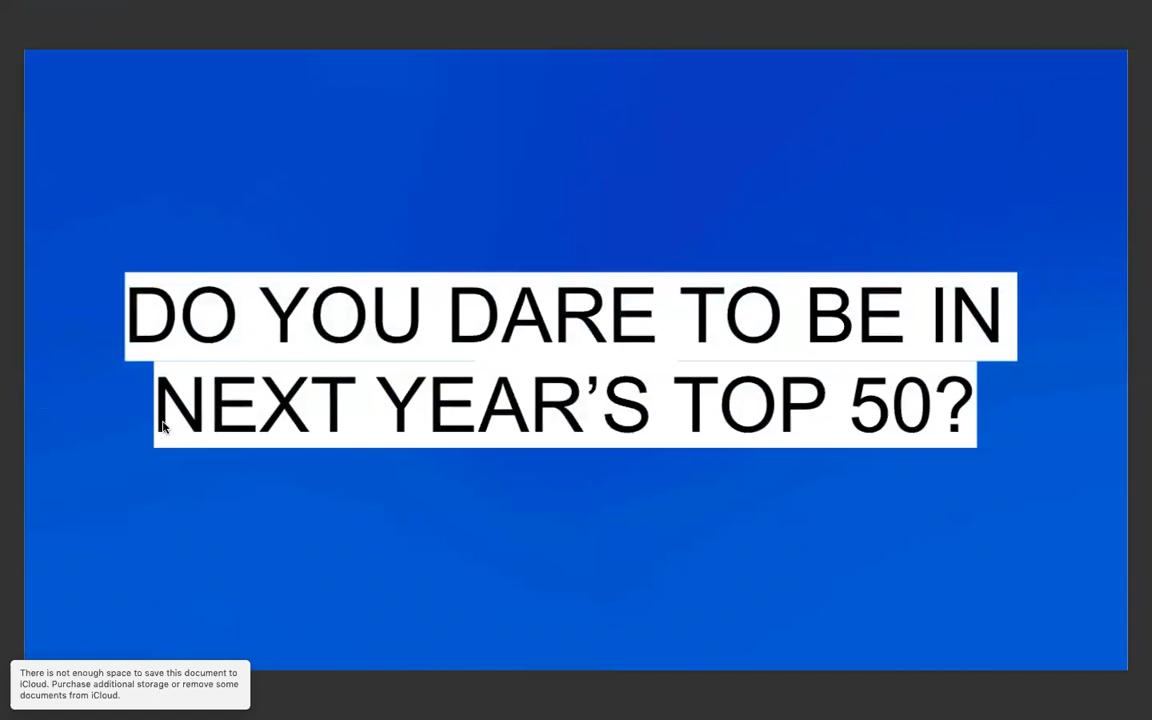 DO YOU DARE TO BE IN
NEXT YEAR’S TOP 50?
There is not enough space to save this document to
iCloud. Purchase additional storage or remove some
documents from iCloud.